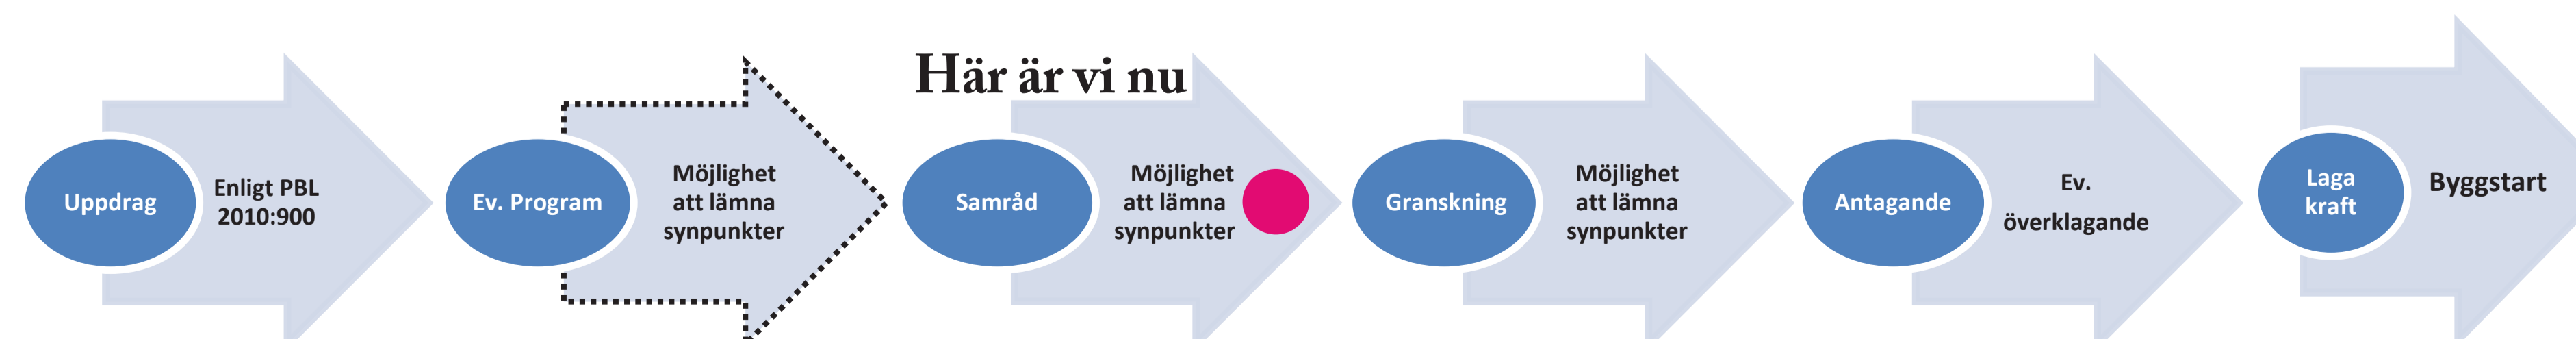 Här är vi nu
Uppdrag
Enligt PBL
2010:900
Ev. Program
Möjlighet
att lämna
synpunkter
Samråd
Möjlighet
att lämna
synpunkter
Granskning
Möjlighet
att lämna
synpunkter
Antagande
Ev.
överklagande
Laga
kraft
Byggstart